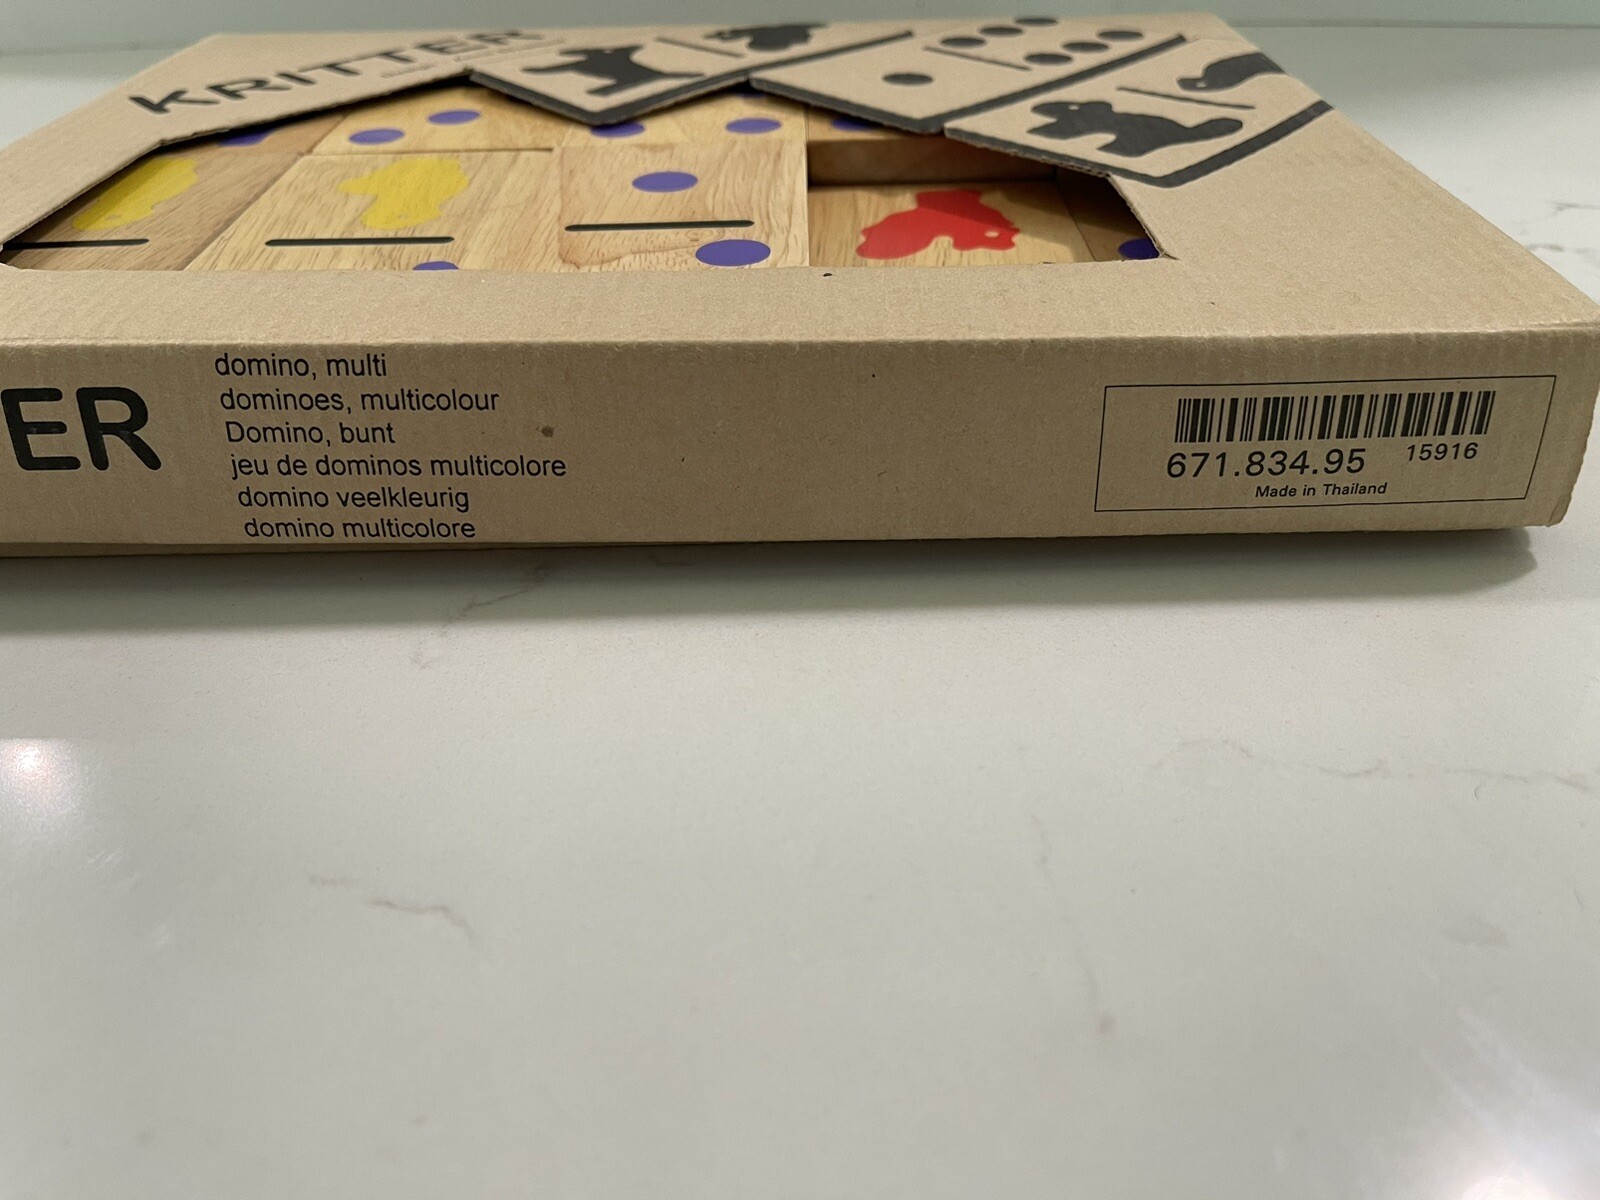 KRITTER
ER
domino, multi
dominoes, multicolour
Domino, bunt
jeu de dominos multicolore
domino veelkleurig
domino multicolore
671.834.95 15916
Made in Thailand